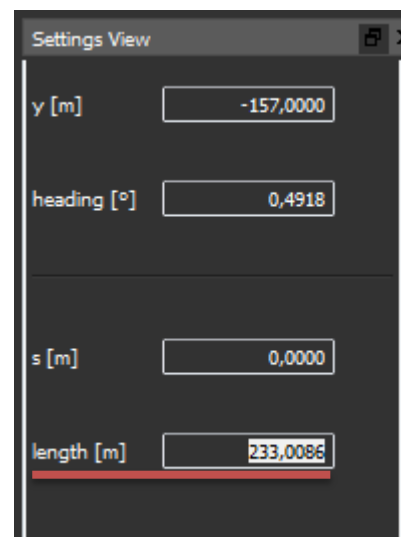 Settings View
y [m] -157,0000
heading [°] 0,4918
s [m] 0,0000
length [m] 233,0086